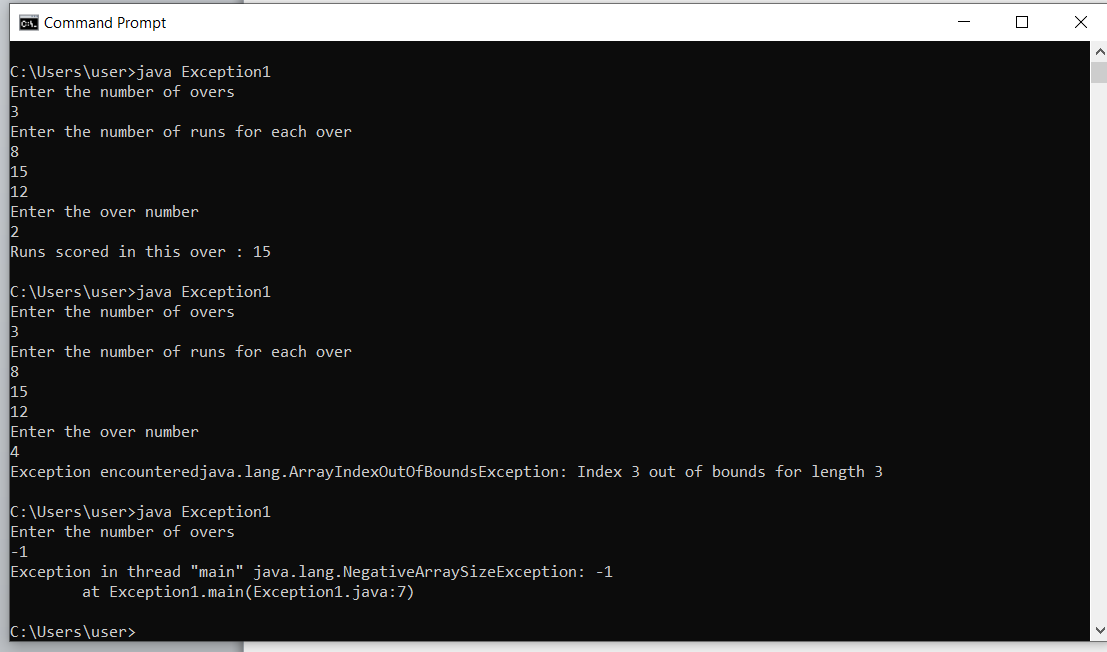 Command Prompt
C:\Users\user>java Exception1
Enter the number of overs
3
Enter the number of runs for each over
8
15
12
Enter the over number
2
Runs scored in this over : 15
C:\Users\user>java Exception1
Enter the number of overs
3
Enter the number of runs for each over
8
15
12
Enter the over number
4
Exception encounteredjava.lang.ArrayIndexOutOfBoundsException: Index 3 out of bounds for length 3
C:\Users\user>java Exception1
Enter the number of overs
-1
Exception in thread "main" java.lang.NegativeArraySizeException: -1
        at Exception1.main(Exception1.java:7)
C:\Users\user>